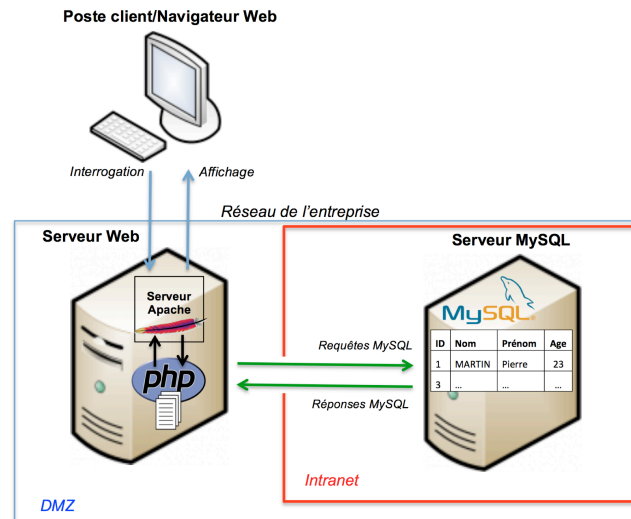 Poste client/Navigateur Web
Interrogation
Affichage
Réseau de l'entreprise
Serveur Web
Serveur MySQL
Serveur
Apache
php
MySQL
ID Nom Prénom Age
1 MARTIN Pierre 23
3 ... ... ...
Requêtes MySQL
Réponses MySQL
Intranet
DMZ